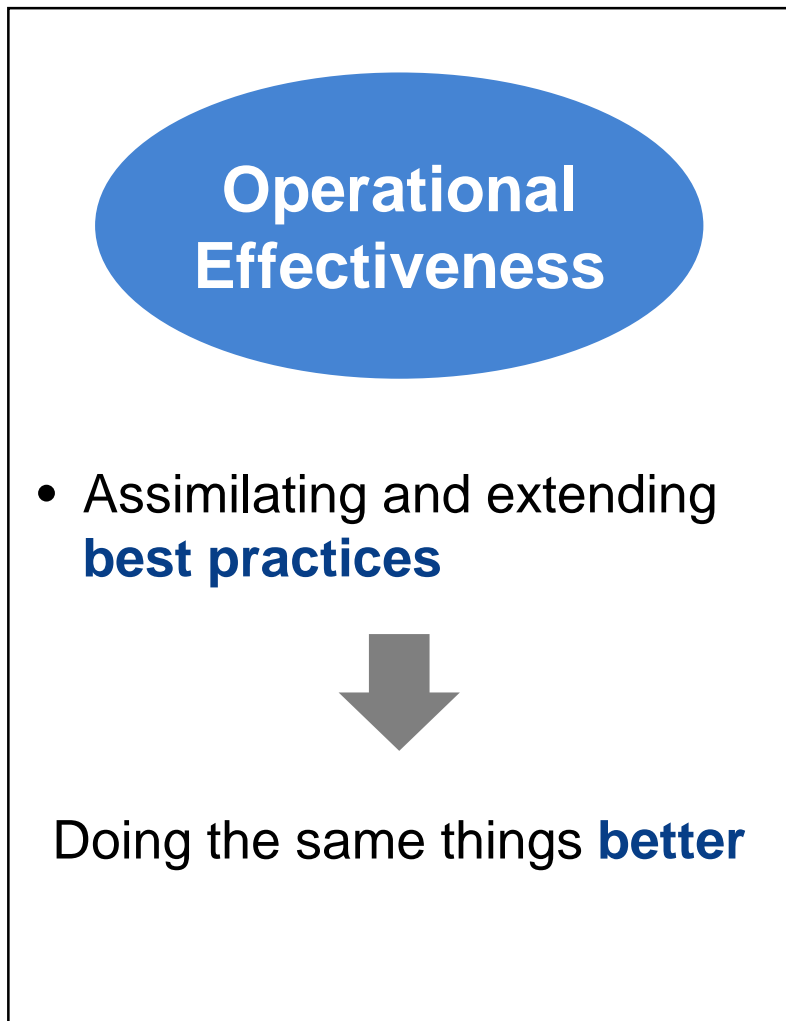 Operational
Effectiveness
• Assimilating and extending
best practices
Doing the same things better